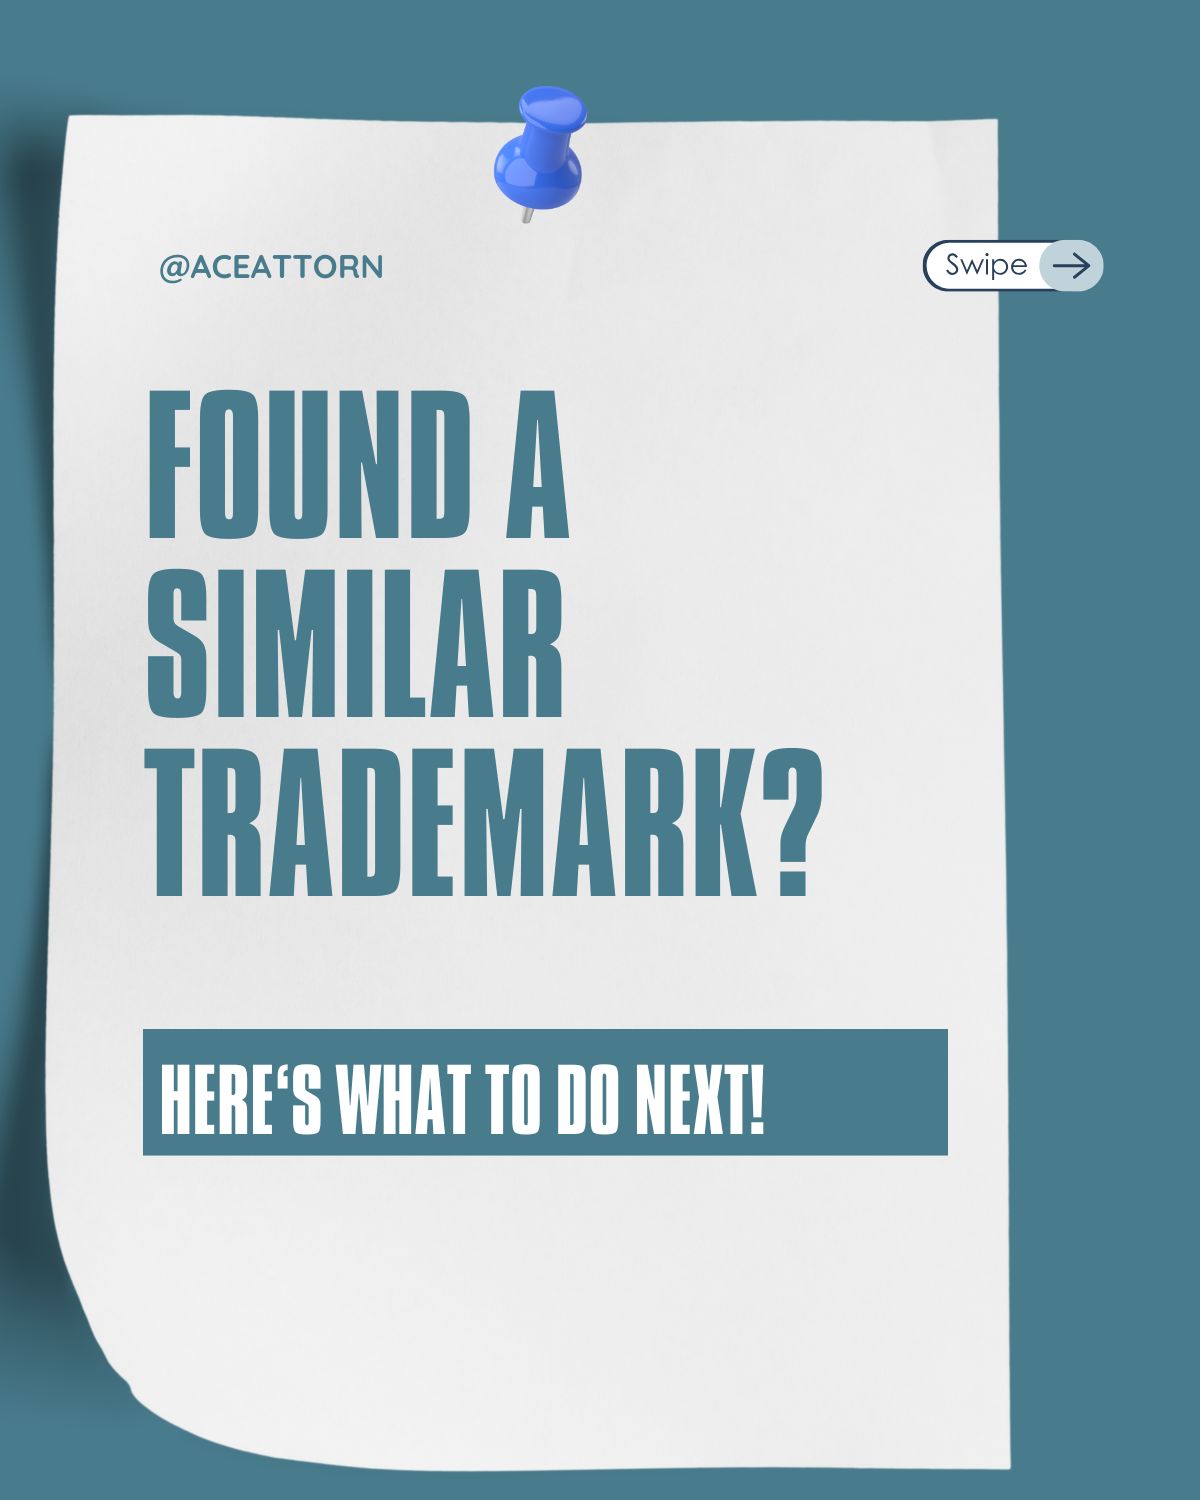 @ACEATTORN
Swipe
FOUND A
SIMILAR
TRADEMARK?
HERE‘S WHAT TO DO NEXT!